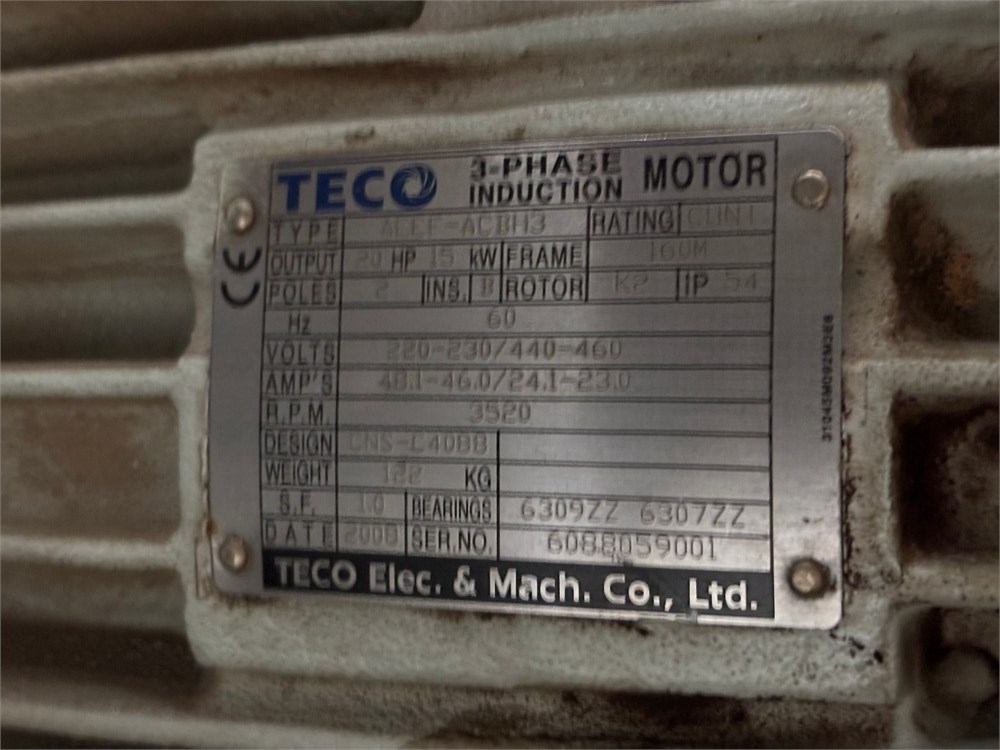 TECO 3-PHASE INDUCTION MOTOR
TYPE AEEF-ACBH3 RATING CONT
OUTPUT 20 HP 15 kW FRAME 160M
POLES 2 INS. B ROTOR K2 IP 54
Hz 60
VOLTS 220-230/440-460
AMP'S 48.1-46.0/24.1-23.0
R.P.M. 3520
DESIGN CNS-C4088
WEIGHT 122 KG
S.F. 1.0 BEARINGS 6309ZZ 6307ZZ
DATE 2008 SER.NO. 6088059001
TECO Elec. & Mach. Co., Ltd.
CE